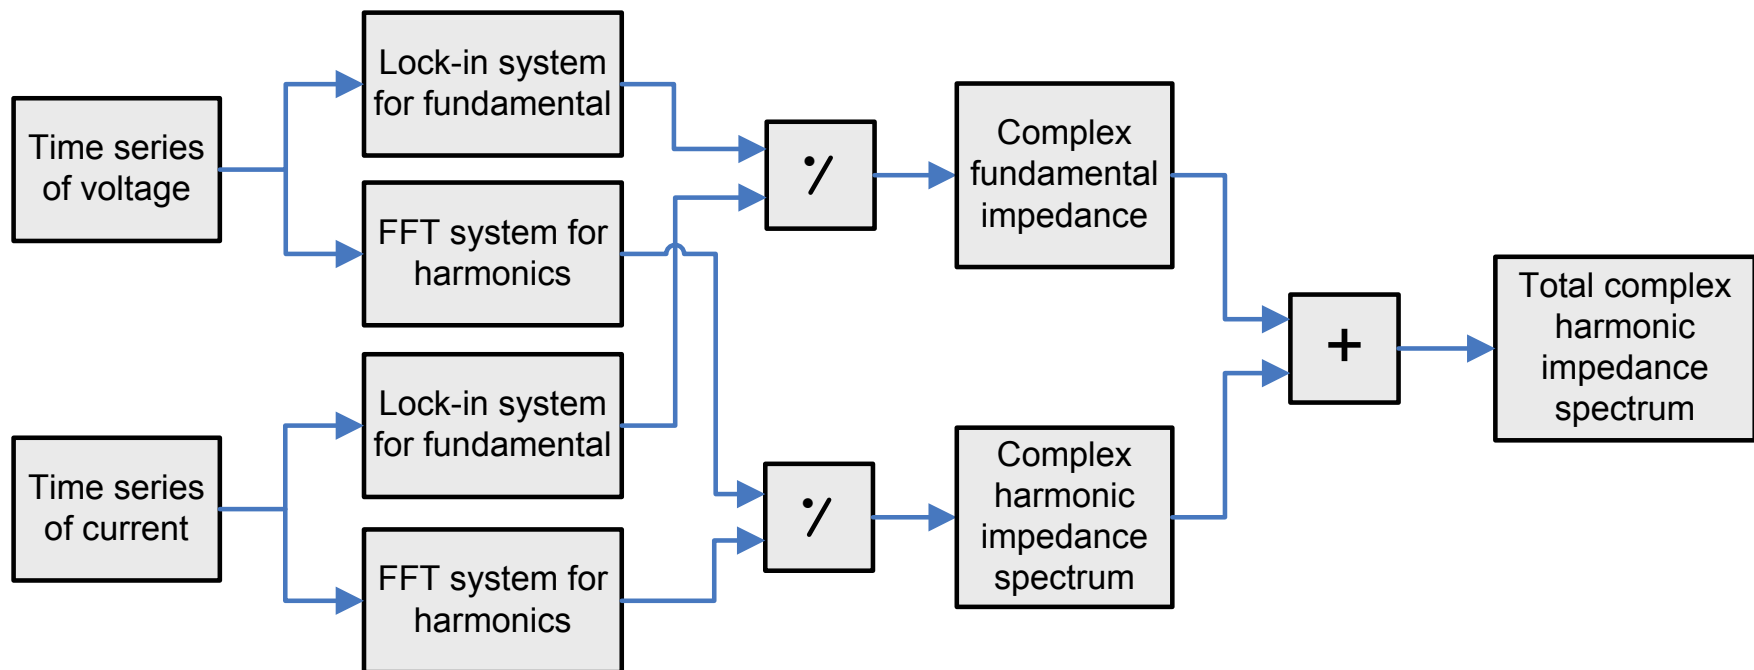 Time series
of voltage
Lock-in system
for fundamental
FFT system for
harmonics
Time series
of current
Lock-in system
for fundamental
FFT system for
harmonics
./
./
Complex
fundamental
impedance
Complex
harmonic
impedance
spectrum
+
Total complex
harmonic
impedance
spectrum